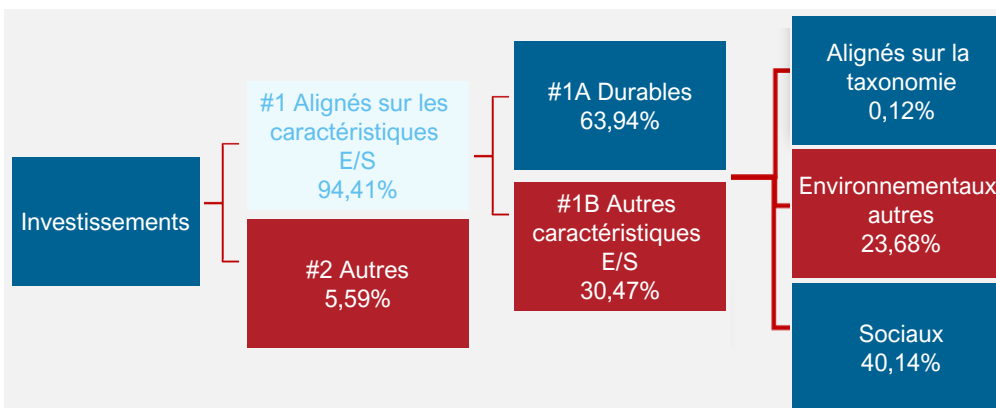 Investissements
#1 Alignés sur les
caractéristiques
E/S
94,41%
#2 Autres
5,59%
#1A Durables
63,94%
#1B Autres
caractéristiques
E/S
30,47%
Alignés sur la
taxonomie
0,12%
Environnementaux
autres
23,68%
Sociaux
40,14%